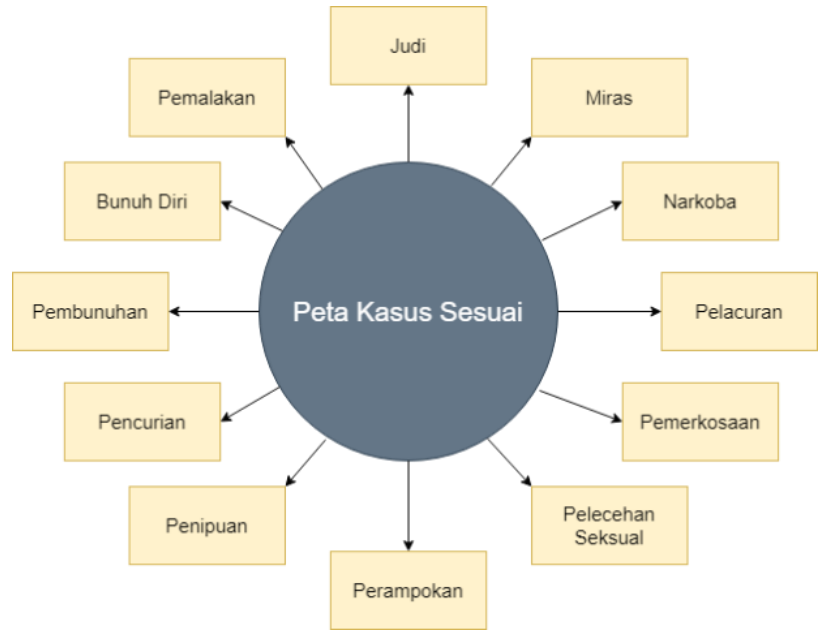 Judi
Pemalakan
Miras
Bunuh Diri
Narkoba
Pembunuhan
Peta Kasus Sesuai
Pelacuran
Pencurian
Pemerkosaan
Penipuan
Pelecehan
Seksual
Perampokan